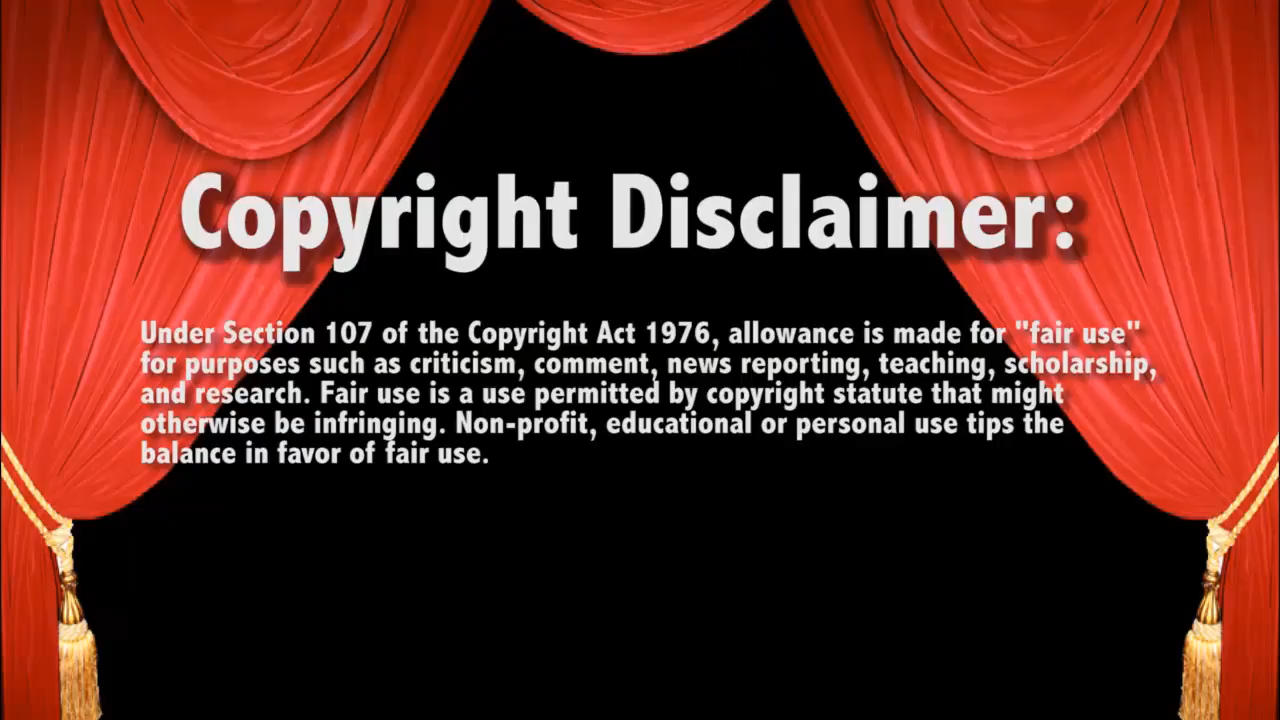 Copyright Disclaimer:
Under Section 107 of the Copyright Act 1976, allowance is made for "fair use"
for purposes such as criticism, comment, news reporting, teaching, scholarship,
and research. Fair use is a use permitted by copyright statute that might
otherwise be infringing. Non-profit, educational or personal use tips the
balance in favor of fair use.